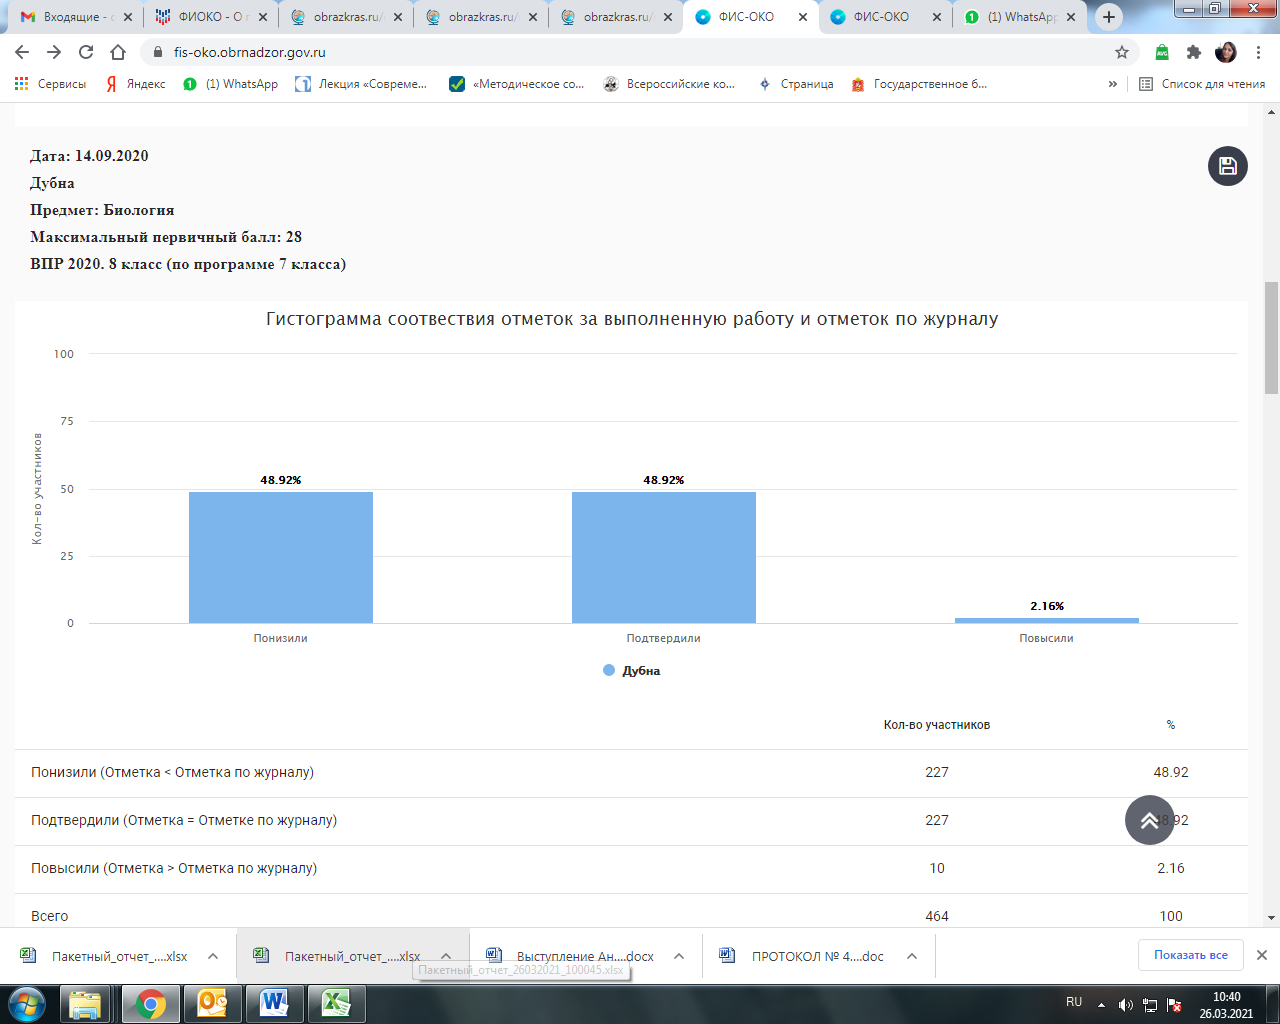 Входящие - c
ФИОКО - О п
obrazkras.ru/
obrazkras.ru/
obrazkras.ru/
ФИС-ОКО
ФИС-ОКО
(1) WhatsApp
fis-oko.obrnadzor.gov.ru
Сервисы
Яндекс
(1) WhatsApp
Лекция «Совреме...
«Методическое со...
Всероссийские ко...
Страница
Государственное б...
»
Список для чтения
Дата: 14.09.2020
Дубна
Предмет: Биология
Максимальный первичный балл: 28
ВПР 2020. 8 класс (по программе 7 класса)
Гистограмма соотвествия отметок за выполненную работу и отметок по журналу
Кол-во участников
100
75
50
25
0
48.92%
48.92%
2.16%
Понизили
Подтвердили
Повысили
Дубна
Кол-во участников %
Понизили (Отметка < Отметка по журналу) 227 48.92
Подтвердили (Отметка = Отметке по журналу) 227 48.92
Повысили (Отметка > Отметка по журналу) 10 2.16
Всего 464 100
Пакетный_отчет_....xlsx
Пакетный_отчет_....xlsx
Выступление Ан....docx
ПРОТОКОЛ № 4....doc
Показать все
Пакетный_отчет_26032021_100045.xlsx
RU
10:40
26.03.2021